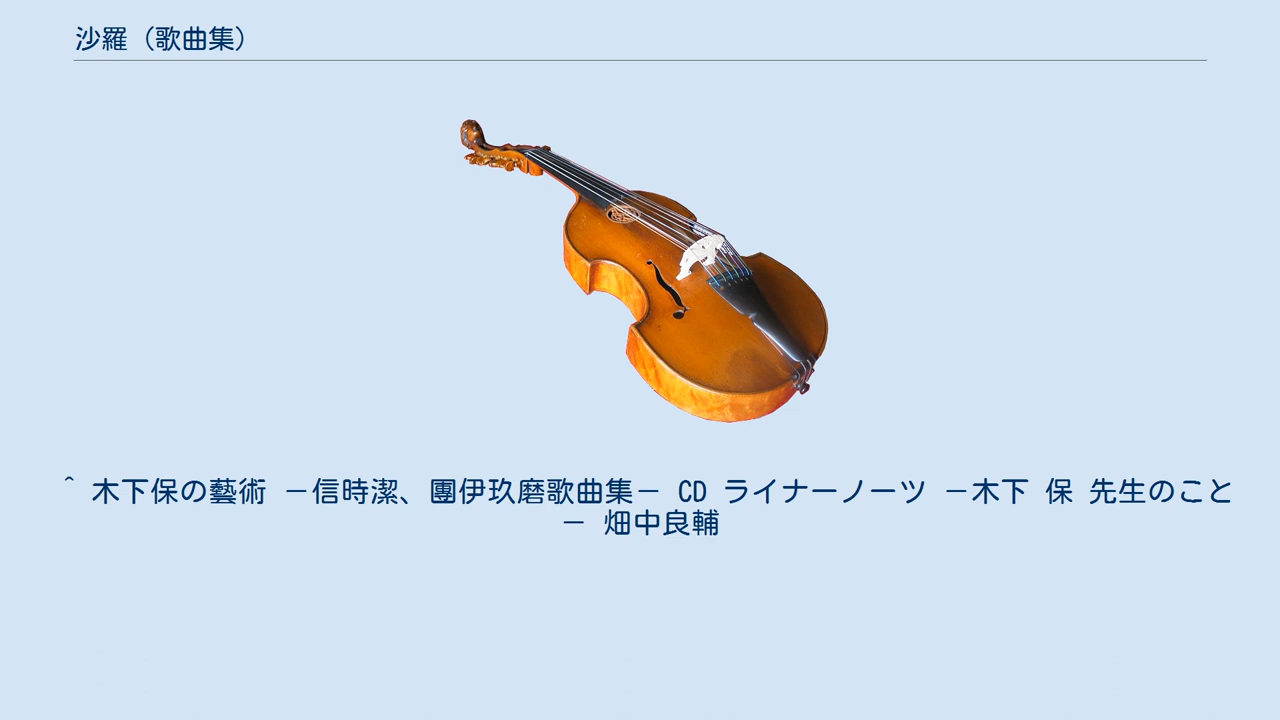 沙羅（歌曲集）
^ 木下保の藝術 －信時潔、團伊玖磨歌曲集－ CD ライナーノーツ －木下 保 先生のこと
－ 畑中良輔